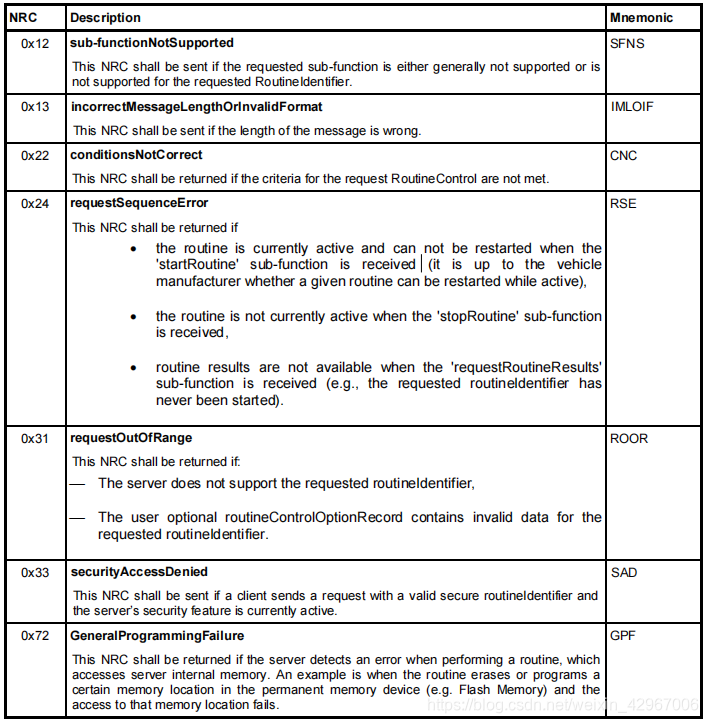 NRC Description Mnemonic
0x12 sub-functionNotSupported SFNS
This NRC shall be sent if the requested sub-function is either generally not supported or is
not supported for the requested RoutineIdentifier.
0x13 incorrectMessageLengthOrInvalidFormat IMLOIF
This NRC shall be sent if the length of the message is wrong.
0x22 conditionsNotCorrect CNC
This NRC shall be returned if the criteria for the request RoutineControl are not met.
0x24 requestSequenceError RSE
This NRC shall be returned if
• the routine is currently active and can not be restarted when the
'startRoutine' sub-function is received (it is up to the vehicle
manufacturer whether a given routine can be restarted while active),
• the routine is not currently active when the 'stopRoutine' sub-function
is received,
• routine results are not available when the 'requestRoutineResults'
sub-function is received (e.g., the requested routineIdentifier has
never been started).
0x31 requestOutOfRange ROOR
This NRC shall be returned if:
— The server does not support the requested routineIdentifier,
— The user optional routineControlOptionRecord contains invalid data for the
requested routineIdentifier.
0x33 securityAccessDenied SAD
This NRC shall be sent if a client sends a request with a valid secure routineIdentifier and
the server's security feature is currently active.
0x72 GeneralProgrammingFailure GPF
This NRC shall be returned if the server detects an error when performing a routine, which
accesses server internal memory. An example is when the routine erases or programs a
certain memory location in the permanent memory device (e.g. Flash Memory) and the
access to that memory location fails.
https://blog.csdn.net/weixin_42967006